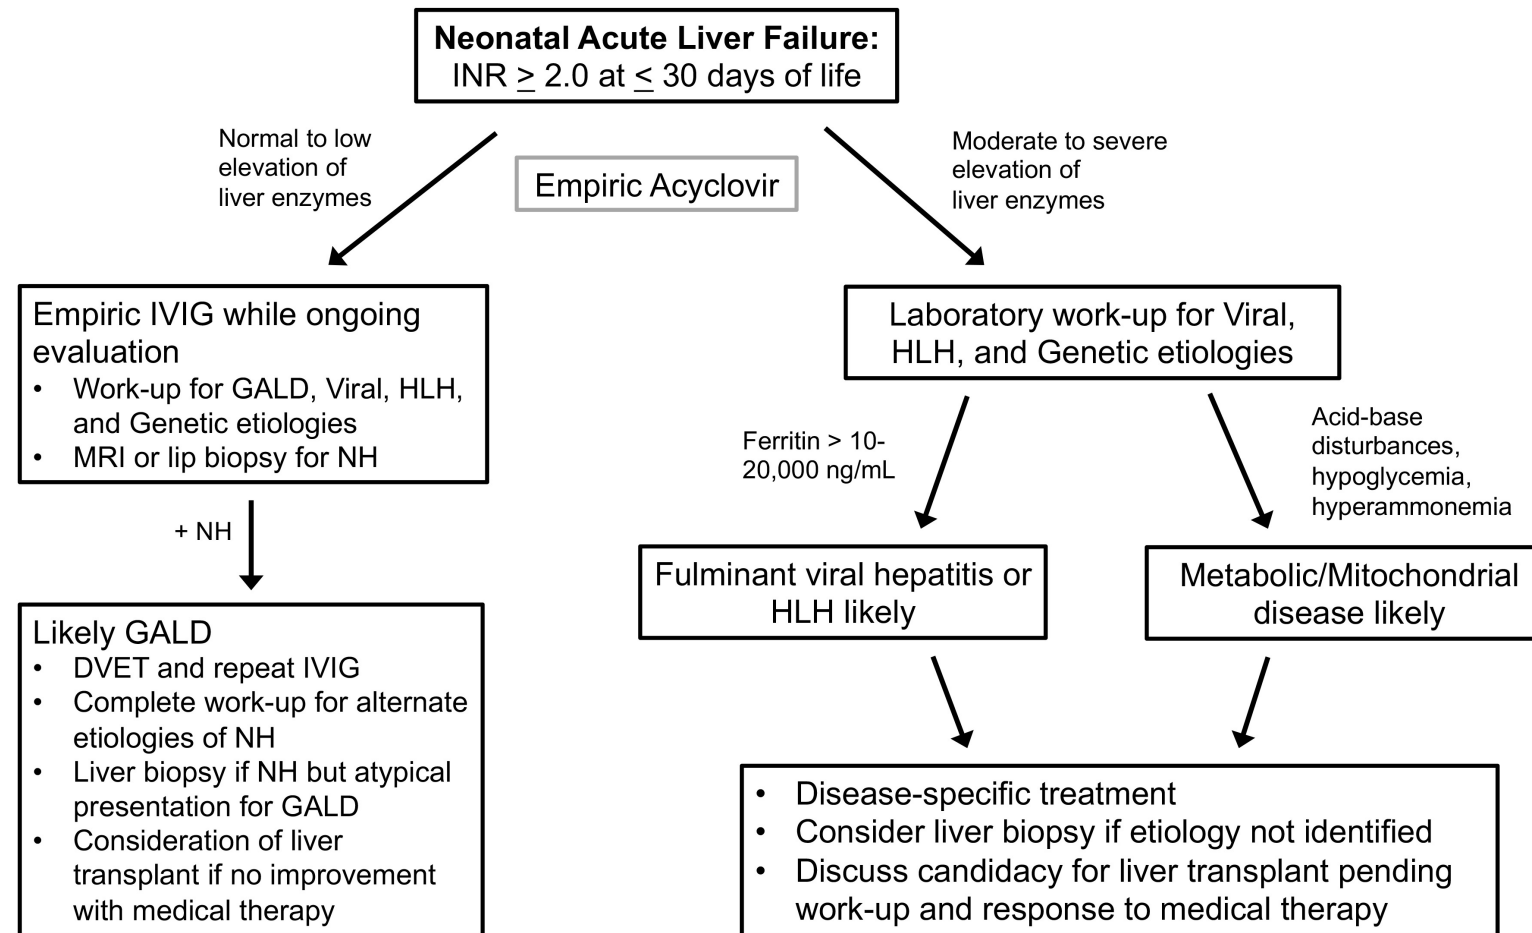 Neonatal Acute Liver Failure:
INR ≥ 2.0 at ≤ 30 days of life
Normal to low
elevation of
liver enzymes
Empiric Acyclovir
Moderate to severe
elevation of
liver enzymes
Empiric IVIG while ongoing
evaluation
• Work-up for GALD, Viral, HLH,
and Genetic etiologies
• MRI or lip biopsy for NH
Laboratory work-up for Viral,
HLH, and Genetic etiologies
+ NH
Ferritin > 10-
20,000 ng/mL
Acid-base
disturbances,
hypoglycemia,
hyperammonemia
Likely GALD
• DVET and repeat IVIG
• Complete work-up for alternate
etiologies of NH
• Liver biopsy if NH but atypical
presentation for GALD
• Consideration of liver
transplant if no improvement
with medical therapy
Fulminant viral hepatitis or
HLH likely
Metabolic/Mitochondrial
disease likely
• Disease-specific treatment
• Consider liver biopsy if etiology not identified
• Discuss candidacy for liver transplant pending
work-up and response to medical therapy